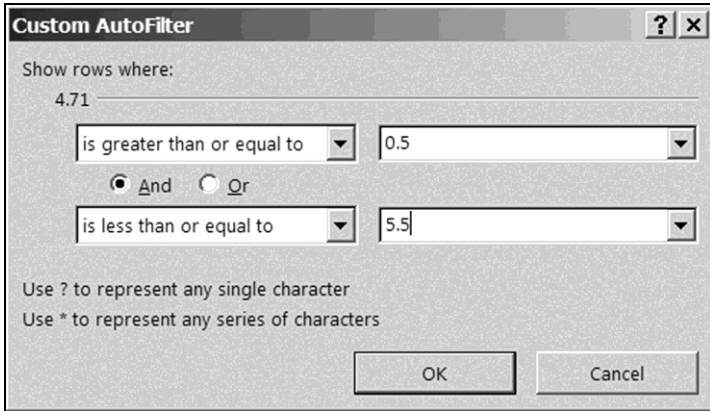 Custom AutoFilter ? ×
Show rows where:
4.71
is greater than or equal to 0.5
And Or
is less than or equal to 5.5
Use ? to represent any single character
Use * to represent any series of characters
OK Cancel